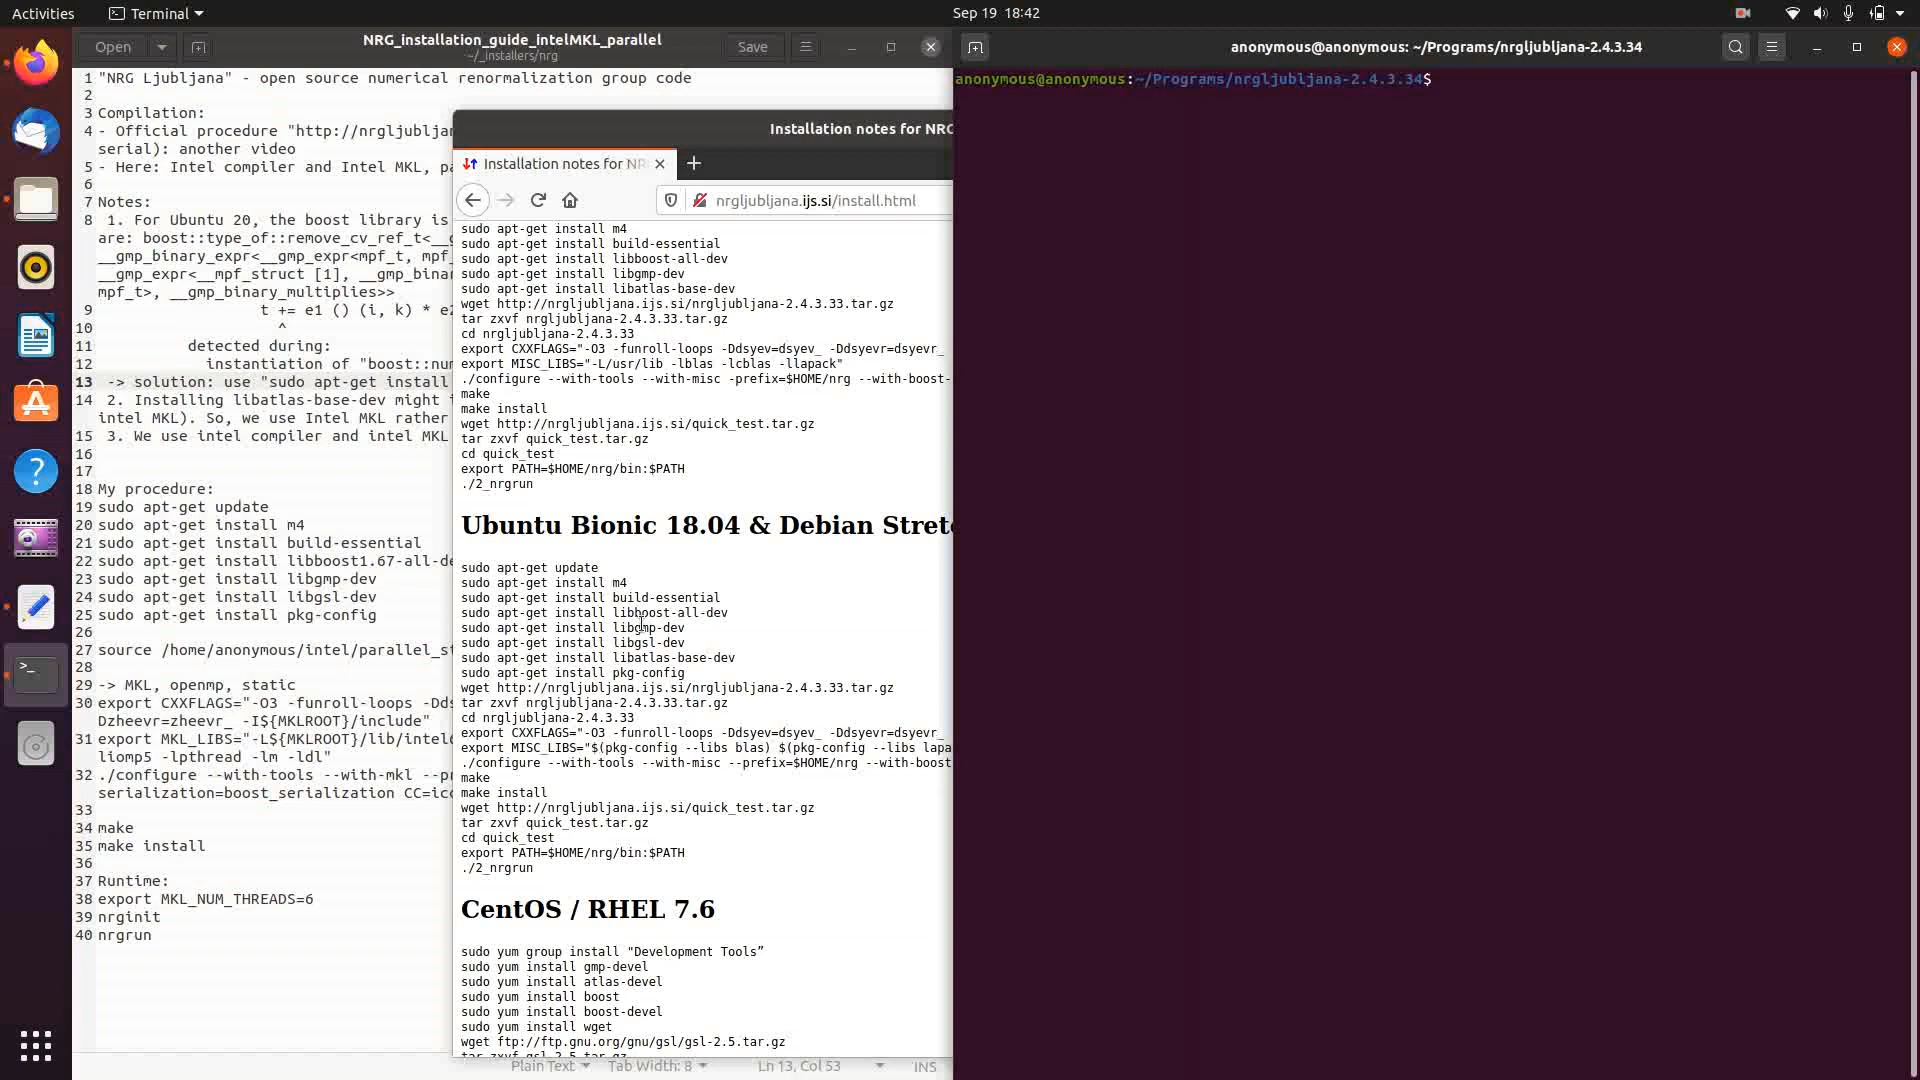 Activities
Terminal
Sep 19 18:42
Open
NRG_installation_guide_intelMKL_parallel
~/_installers/nrg
Save
1 "NRG Ljubljana" - open source numerical renormalization group code
2
3 Compilation:
4 - Official procedure "http://nrgljubljan
serial): another video
5 - Here: Intel compiler and Intel MKL, pa
6
7 Notes:
8 1. For Ubuntu 20, the boost library is
are: boost::type_of::remove_cv_ref_t<__g
__gmp_binary_expr<__gmp_expr<mpf_t, mpf_
__gmp_expr<__mpf_struct [1], __gmp_binar
mpf_t>, __gmp_binary_multiplies>>
9 t += e1 () (i, k) * e2
10 ^
11 detected during:
12 instantiation of "boost::num
13 -> solution: use "sudo apt-get install
14 2. Installing libatlas-base-dev might
intel MKL). So, we use Intel MKL rather
15 3. We use intel compiler and intel MKL
16
17
18 My procedure:
19 sudo apt-get update
20 sudo apt-get install m4
21 sudo apt-get install build-essential
22 sudo apt-get install libboost1.67-all-de
23 sudo apt-get install libgmp-dev
24 sudo apt-get install libgsl-dev
25 sudo apt-get install pkg-config
26
27 source /home/anonymous/intel/parallel_st
28
29 -> MKL, openmp, static
30 export CXXFLAGS="-O3 -funroll-loops -Dds
Dzheevr=zheevr_ -I${MKLROOT}/include"
31 export MKL_LIBS="-L${MKLROOT}/lib/intel6
liomp5 -lpthread -lm -ldl"
32 ./configure --with-tools --with-mkl --pr
serialization=boost_serialization CC=icc
33
34 make
35 make install
36
37 Runtime:
38 export MKL_NUM_THREADS=6
39 nrginit
40 nrgrun
Plain Text
Tab Width: 8
Ln 13, Col 53
INS
Installation notes for NRG
Installation notes for NR
nrgljubljana.ijs.si/install.html
sudo apt-get install m4
sudo apt-get install build-essential
sudo apt-get install libboost-all-dev
sudo apt-get install libgmp-dev
sudo apt-get install libatlas-base-dev
wget http://nrgljubljana.ijs.si/nrgljubljana-2.4.3.33.tar.gz
tar zxvf nrgljubljana-2.4.3.33.tar.gz
cd nrgljubljana-2.4.3.33
export CXXFLAGS="-O3 -funroll-loops -Ddsyev=dsyev_ -Ddsyevr=dsyevr_
export MISC_LIBS="-L/usr/lib -lblas -lcblas -llapack"
./configure --with-tools --with-misc -prefix=$HOME/nrg --with-boost-
make
make install
wget http://nrgljubljana.ijs.si/quick_test.tar.gz
tar zxvf quick_test.tar.gz
cd quick_test
export PATH=$HOME/nrg/bin:$PATH
./2_nrgrun
Ubuntu Bionic 18.04 & Debian Stret
sudo apt-get update
sudo apt-get install m4
sudo apt-get install build-essential
sudo apt-get install libboost-all-dev
sudo apt-get install libgmp-dev
sudo apt-get install libgsl-dev
sudo apt-get install libatlas-base-dev
sudo apt-get install pkg-config
wget http://nrgljubljana.ijs.si/nrgljubljana-2.4.3.33.tar.gz
tar zxvf nrgljubljana-2.4.3.33.tar.gz
cd nrgljubljana-2.4.3.33
export CXXFLAGS="-O3 -funroll-loops -Ddsyev=dsyev_ -Ddsyevr=dsyevr_
export MISC_LIBS="$(pkg-config --libs blas) $(pkg-config --libs lapa
./configure --with-tools --with-misc --prefix=$HOME/nrg --with-boost
make
make install
wget http://nrgljubljana.ijs.si/quick_test.tar.gz
tar zxvf quick_test.tar.gz
cd quick_test
export PATH=$HOME/nrg/bin:$PATH
./2_nrgrun
CentOS / RHEL 7.6
sudo yum group install "Development Tools”
sudo yum install gmp-devel
sudo yum install atlas-devel
sudo yum install boost
sudo yum install boost-devel
sudo yum install wget
wget ftp://ftp.gnu.org/gnu/gsl/gsl-2.5.tar.gz
tar zxvf gsl-2.5.tar.gz
anonymous@anonymous: ~/Programs/nrgljubljana-2.4.3.34
anonymous@anonymous:~/Programs/nrgljubljana-2.4.3.34$